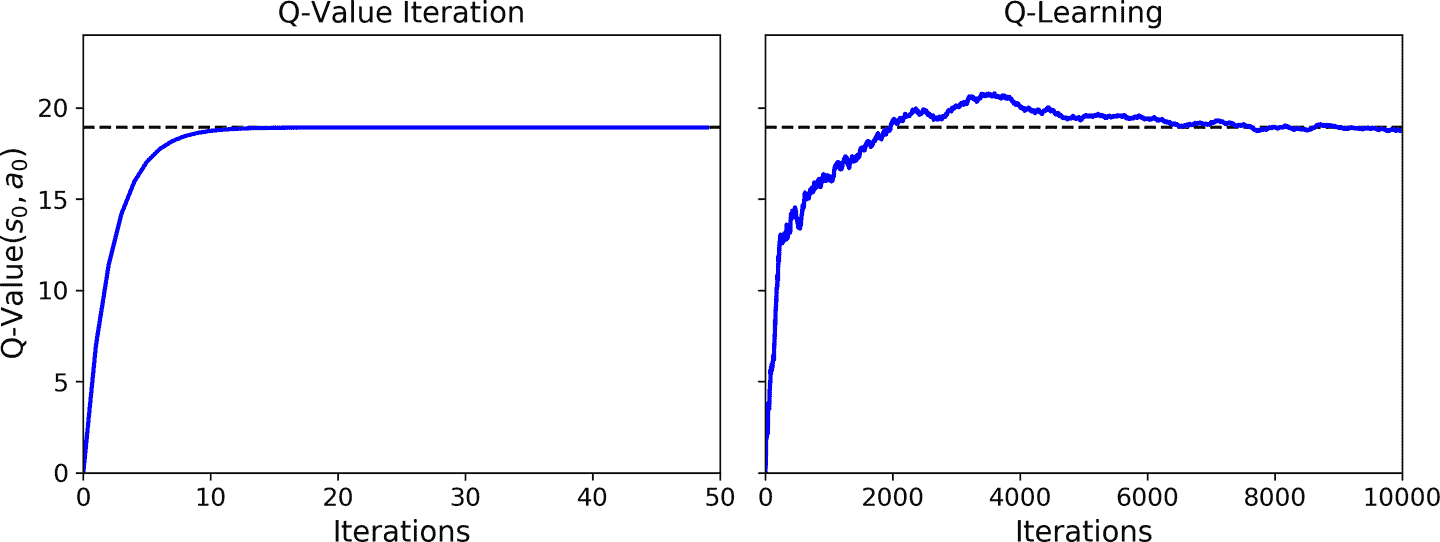 Q-Value Iteration
Q-Learning
Q-Value(s₀, a₀)
20
15
10
5
0
0 10 20 30 40 50
0 2000 4000 6000 8000 10000
Iterations
Iterations